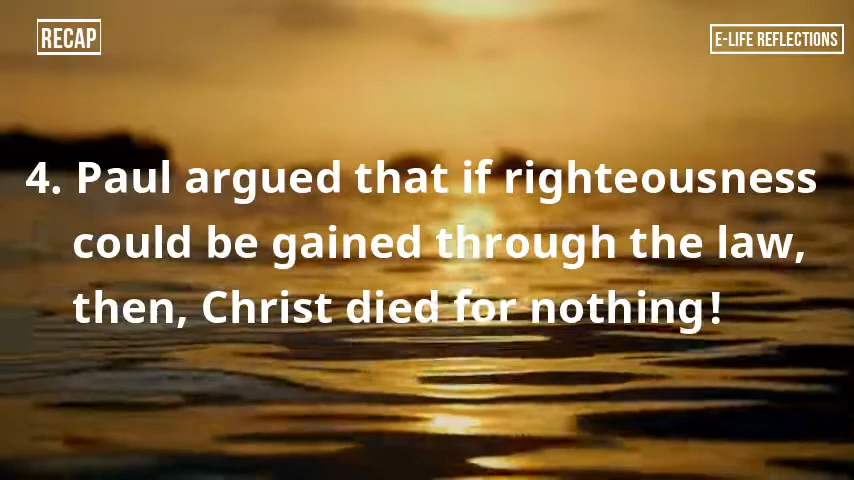 RECAP
E-LIFE REFLECTIONS
4. Paul argued that if righteousness
could be gained through the law,
then, Christ died for nothing!